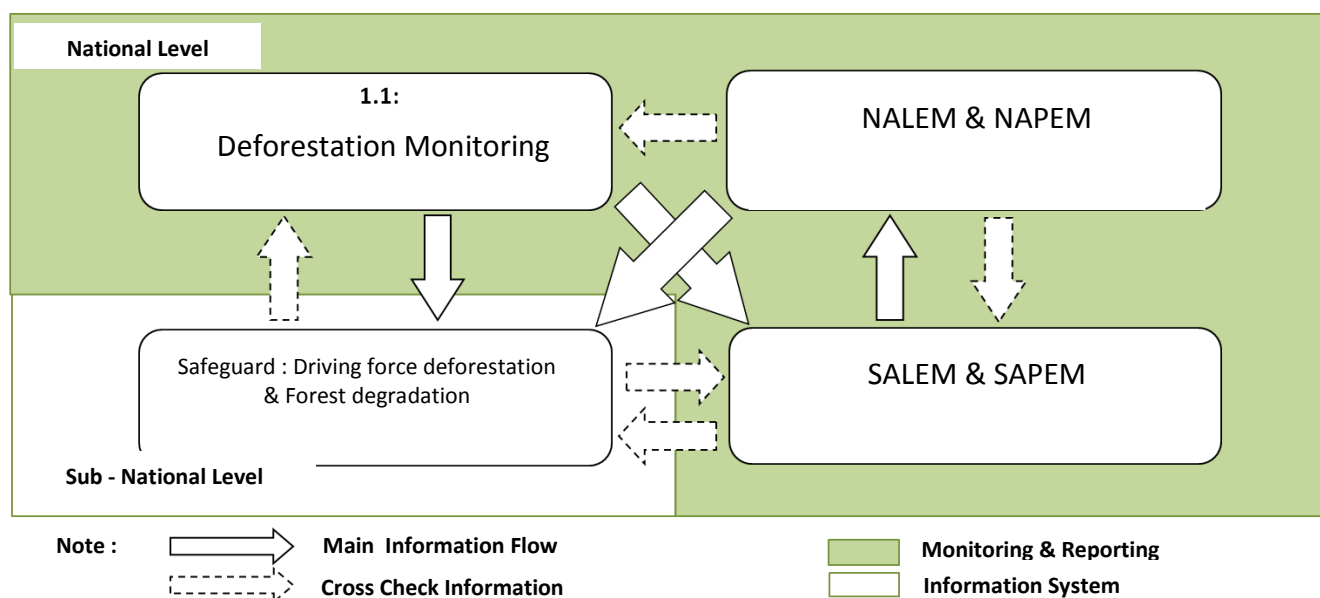 National Level
1.1:
Deforestation Monitoring
NALEM & NAPEM
Safeguard : Driving force deforestation
& Forest degradation
SALEM & SAPEM
Sub - National Level
Note :
Main Information Flow
Cross Check Information
Monitoring & Reporting
Information System